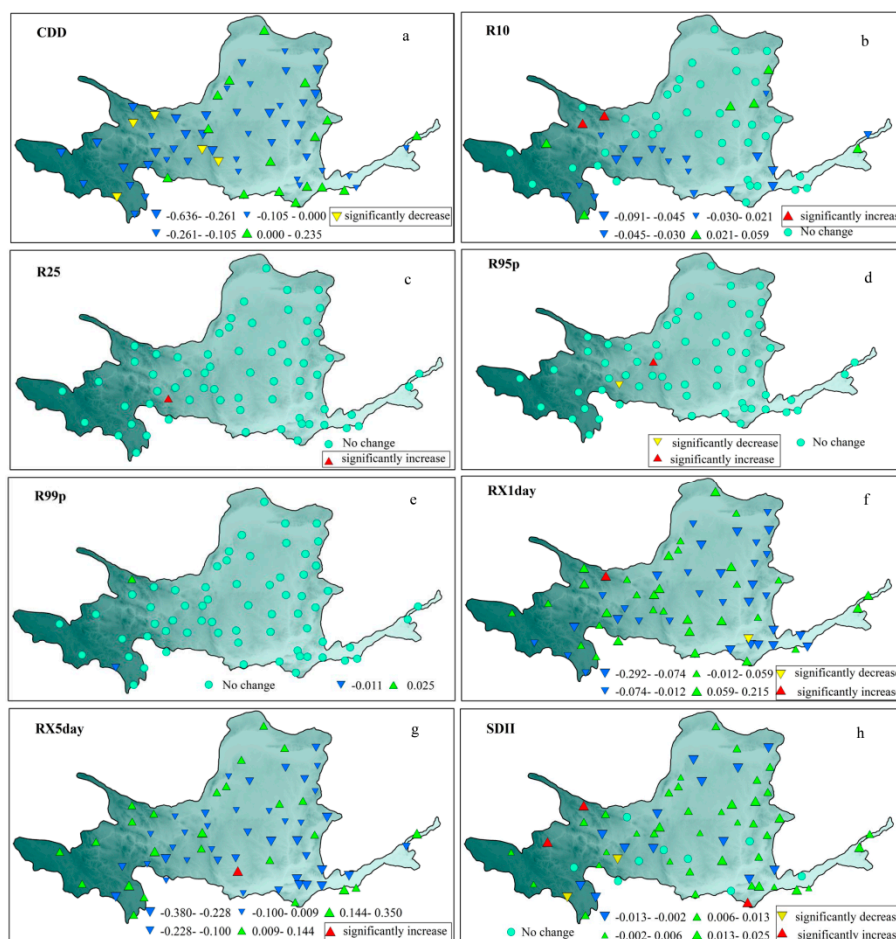 CDD
a
-0.636- -0.261
-0.105- 0.000
significantly decrease
-0.261- -0.105
0.000 - 0.235
R10
b
-0.091- -0.045
-0.030- 0.021
significantly increase
-0.045- -0.030
0.021- 0.059
No change
R25
c
No change
significantly increase
R95p
d
significantly decrease
No change
significantly increase
R99p
e
No change
-0.011
0.025
RX1day
f
-0.292- -0.074
-0.012- 0.059
significantly decrease
-0.074- -0.012
0.059- 0.215
significantly increase
RX5day
g
-0.380- -0.228
-0.100- 0.009
0.144- 0.350
-0.228- -0.100
0.009- 0.144
significantly increase
SDII
h
-0.013- -0.002
0.006- 0.013
significantly decrease
No change
-0.002- 0.006
0.013- 0.025
significantly increase